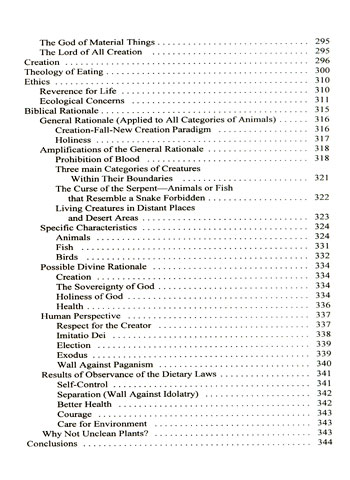 The God of Material Things . . . . . . . . . . . . . . . . . . . . . . . . . . . . 295
The Lord of All Creation . . . . . . . . . . . . . . . . . . . . . . . . . . . . 295
Creation . . . . . . . . . . . . . . . . . . . . . . . . . . . . 296
Theology of Eating . . . . . . . . . . . . . . . . . . . . . . . . . . . . 300
Ethics . . . . . . . . . . . . . . . . . . . . . . . . . . . . 310
Reverence for Life . . . . . . . . . . . . . . . . . . . . . . . . . . . . 310
Ecological Concerns . . . . . . . . . . . . . . . . . . . . . . . . . . . . 311
Biblical Rationale . . . . . . . . . . . . . . . . . . . . . . . . . . . . 315
General Rationale (Applied to All Categories of Animals) . . . . . . 316
Creation-Fall-New Creation Paradigm . . . . . . . . . . . . . . . . . . 316
Holiness . . . . . . . . . . . . . . . . . . . . . . . . . . . . 317
Amplifications of the General Rationale . . . . . . . . . . . . . . . . . . 318
Prohibition of Blood . . . . . . . . . . . . . . . . . . . . . . . . 318
Three main Categories of Creatures
Within Their Boundaries . . . . . . . . . . . . . . . . . . . . 321
The Curse of the Serpent—Animals or Fish
that Resemble a Snake Forbidden . . . . . . . . . . . . . . . . 322
Living Creatures in Distant Places
and Desert Areas . . . . . . . . . . . . . . . . . . . . . . . . 323
Specific Characteristics . . . . . . . . . . . . . . . . . . . . . . . . 324
Animals . . . . . . . . . . . . . . . . . . . . . . . . . . . . 324
Fish . . . . . . . . . . . . . . . . . . . . . . . . . . . . 331
Birds . . . . . . . . . . . . . . . . . . . . . . . . . . . . 332
Possible Divine Rationale . . . . . . . . . . . . . . . . . . . . . . . . 334
Creation . . . . . . . . . . . . . . . . . . . . . . . . . . . . 334
The Sovereignty of God . . . . . . . . . . . . . . . . . . . . . . . . 334
Holiness of God . . . . . . . . . . . . . . . . . . . . . . . . . . . . 334
Health . . . . . . . . . . . . . . . . . . . . . . . . . . . . 336
Human Perspective . . . . . . . . . . . . . . . . . . . . . . . . . . . . 337
Respect for the Creator . . . . . . . . . . . . . . . . . . . . . . . . 337
Imitatio Dei . . . . . . . . . . . . . . . . . . . . . . . . . . . . 338
Election . . . . . . . . . . . . . . . . . . . . . . . . . . . . 339
Exodus . . . . . . . . . . . . . . . . . . . . . . . . . . . . 339
Wall Against Paganism . . . . . . . . . . . . . . . . . . . . . . . . 340
Results of Observance of the Dietary Laws . . . . . . . . . . . . . . . . 341
Self-Control . . . . . . . . . . . . . . . . . . . . . . . . . . . . 341
Separation (Wall Against Idolatry) . . . . . . . . . . . . . . . . . . 342
Better Health . . . . . . . . . . . . . . . . . . . . . . . . . . . . 342
Courage . . . . . . . . . . . . . . . . . . . . . . . . . . . . 343
Care for Environment . . . . . . . . . . . . . . . . . . . . . . . . 343
Why Not Unclean Plants? . . . . . . . . . . . . . . . . . . . . . . . . 343
Conclusions . . . . . . . . . . . . . . . . . . . . . . . . . . . . 344